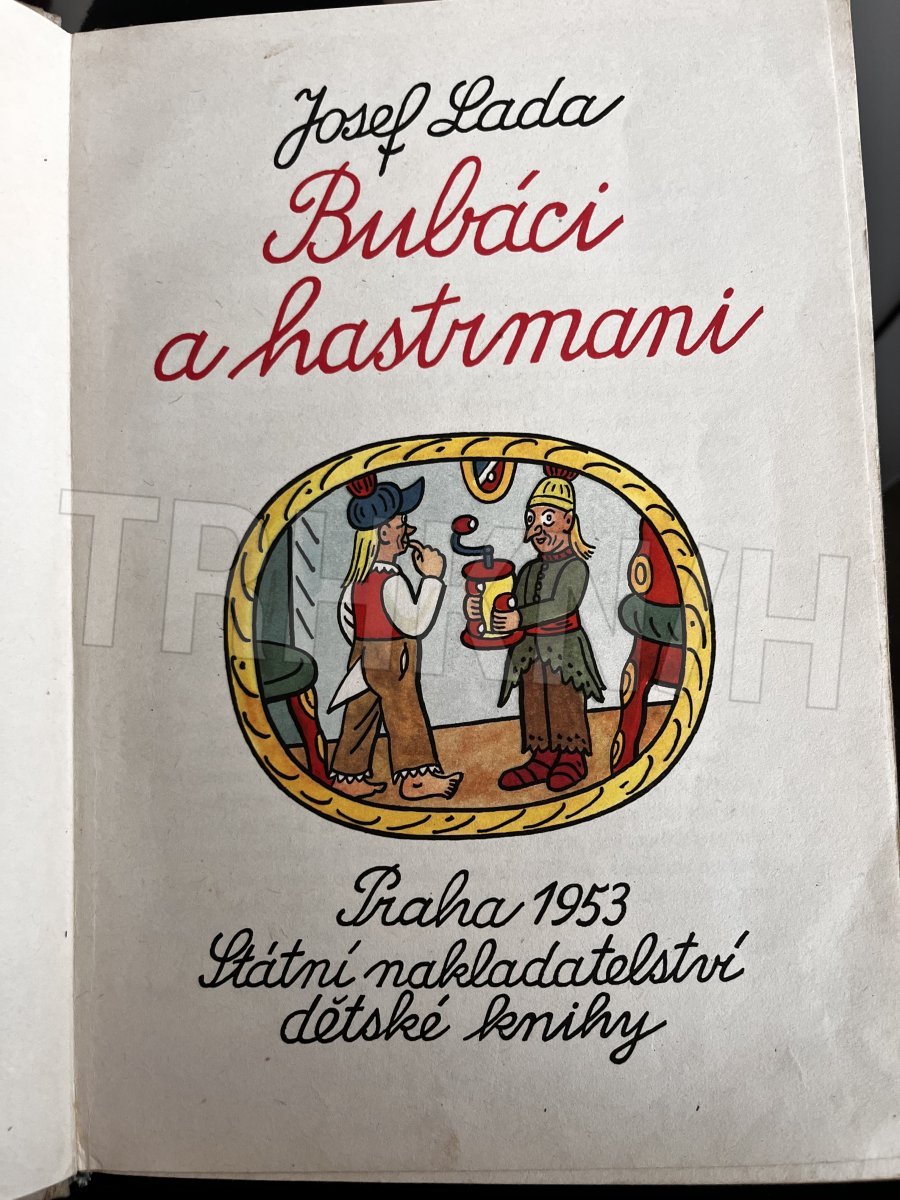 Josef Lada
Bubáci
a hastrmani
Praha 1953
Státní nakladatelství
dětské knihy